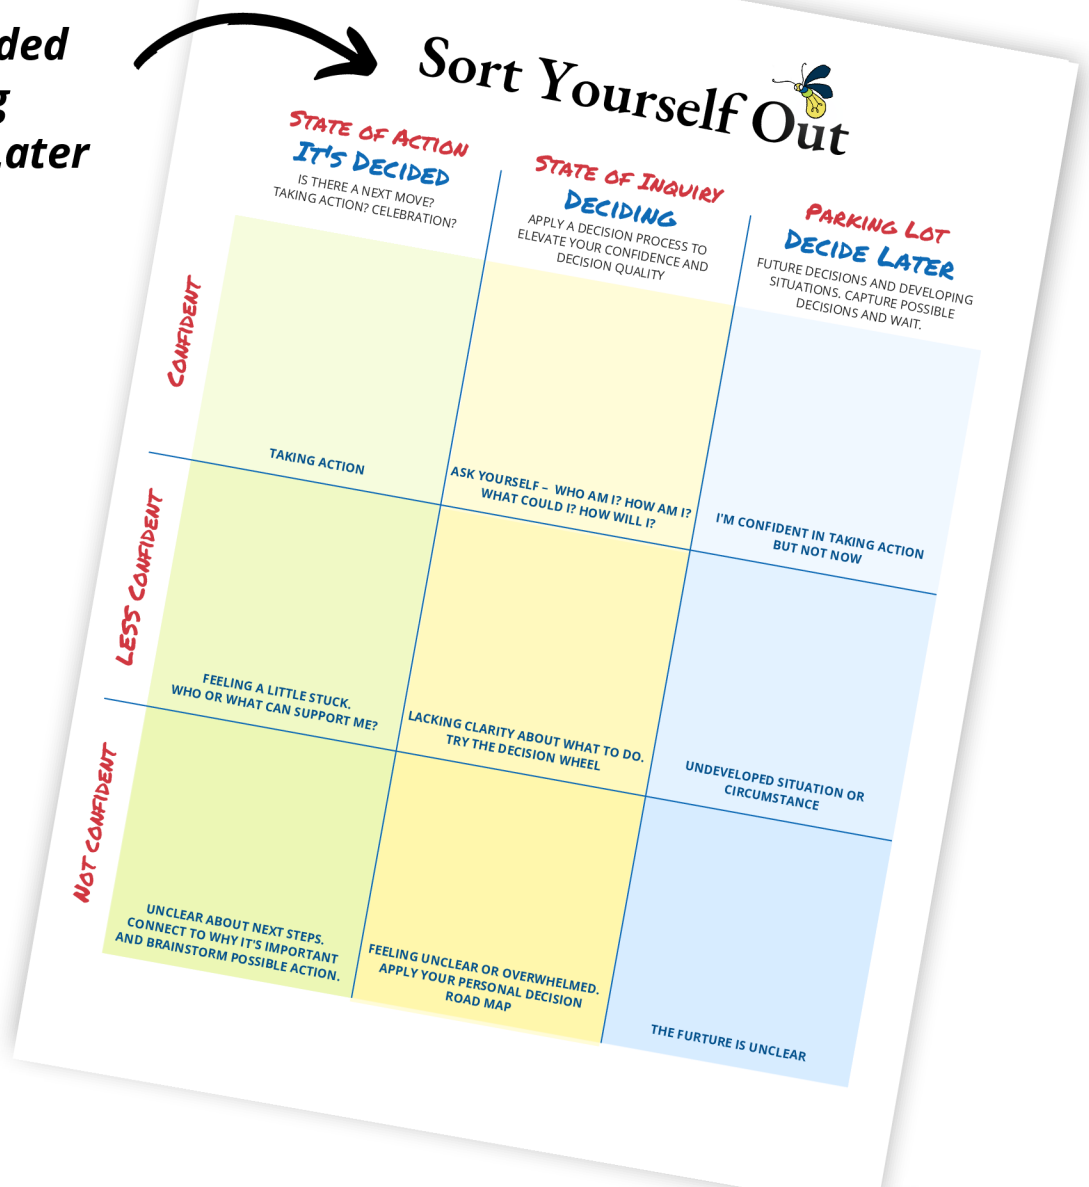 ded
g
Later
Sort Yourself Out
State of Action
It's Decided
IS THERE A NEXT MOVE?
TAKING ACTION? CELEBRATION?
State of Inquiry
Deciding
APPLY A DECISION PROCESS TO
ELEVATE YOUR CONFIDENCE AND
DECISION QUALITY
Parking Lot
Decide Later
FUTURE DECISIONS AND DEVELOPING
SITUATIONS. CAPTURE POSSIBLE
DECISIONS AND WAIT.
Confident
TAKING ACTION
ASK YOURSELF – WHO AM I? HOW AM I?
WHAT COULD I? HOW WILL I?
I'M CONFIDENT IN TAKING ACTION
BUT NOT NOW
Less Confident
FEELING A LITTLE STUCK.
WHO OR WHAT CAN SUPPORT ME?
LACKING CLARITY ABOUT WHAT TO DO.
TRY THE DECISION WHEEL
UNDEVELOPED SITUATION OR
CIRCUMSTANCE
Not Confident
UNCLEAR ABOUT NEXT STEPS.
CONNECT TO WHY IT'S IMPORTANT
AND BRAINSTORM POSSIBLE ACTION.
FEELING UNCLEAR OR OVERWHELMED.
APPLY YOUR PERSONAL DECISION
ROAD MAP
THE FURTURE IS UNCLEAR